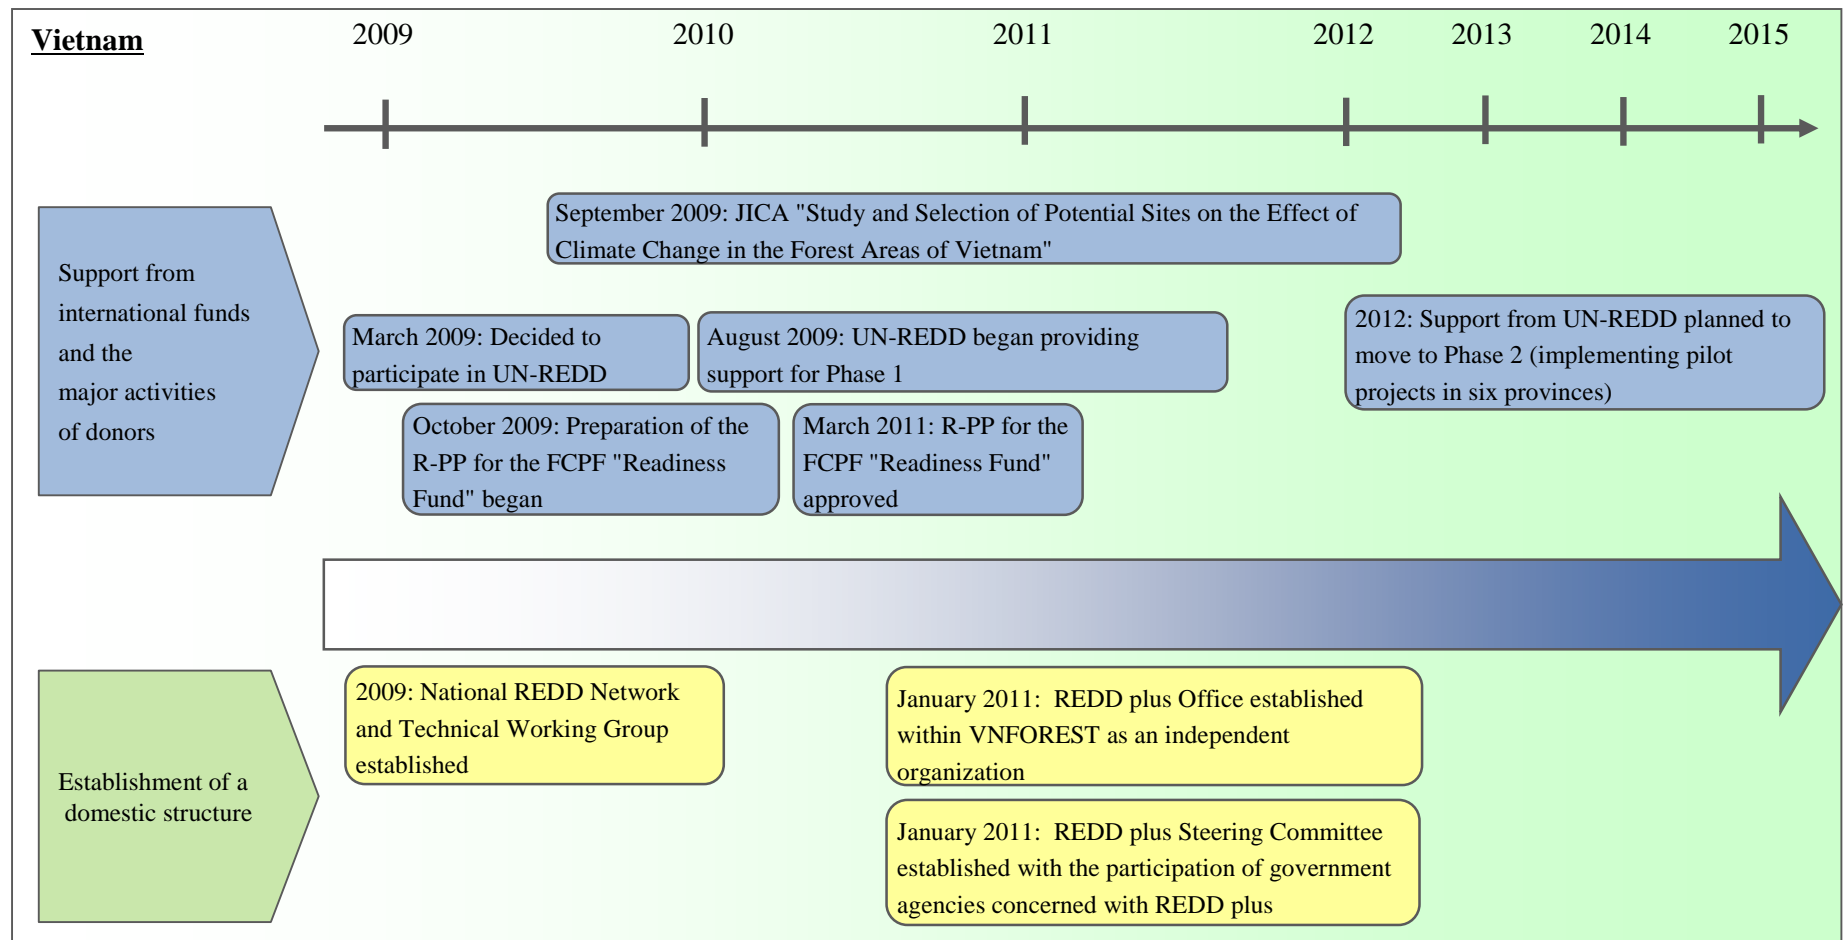 Vietnam
2009
2010
2011
2012
2013
2014
2015
Support from
international funds
and the
major activities
of donors
September 2009: JICA "Study and Selection of Potential Sites on the Effect of
Climate Change in the Forest Areas of Vietnam"
March 2009: Decided to
participate in UN-REDD
August 2009: UN-REDD began providing
support for Phase 1
2012: Support from UN-REDD planned to
move to Phase 2 (implementing pilot
projects in six provinces)
October 2009: Preparation of the
R-PP for the FCPF "Readiness
Fund" began
March 2011: R-PP for the
FCPF "Readiness Fund"
approved
Establishment of a
domestic structure
2009: National REDD Network
and Technical Working Group
established
January 2011:  REDD plus Office established
within VNFOREST as an independent
organization
January 2011:  REDD plus Steering Committee
established with the participation of government
agencies concerned with REDD plus